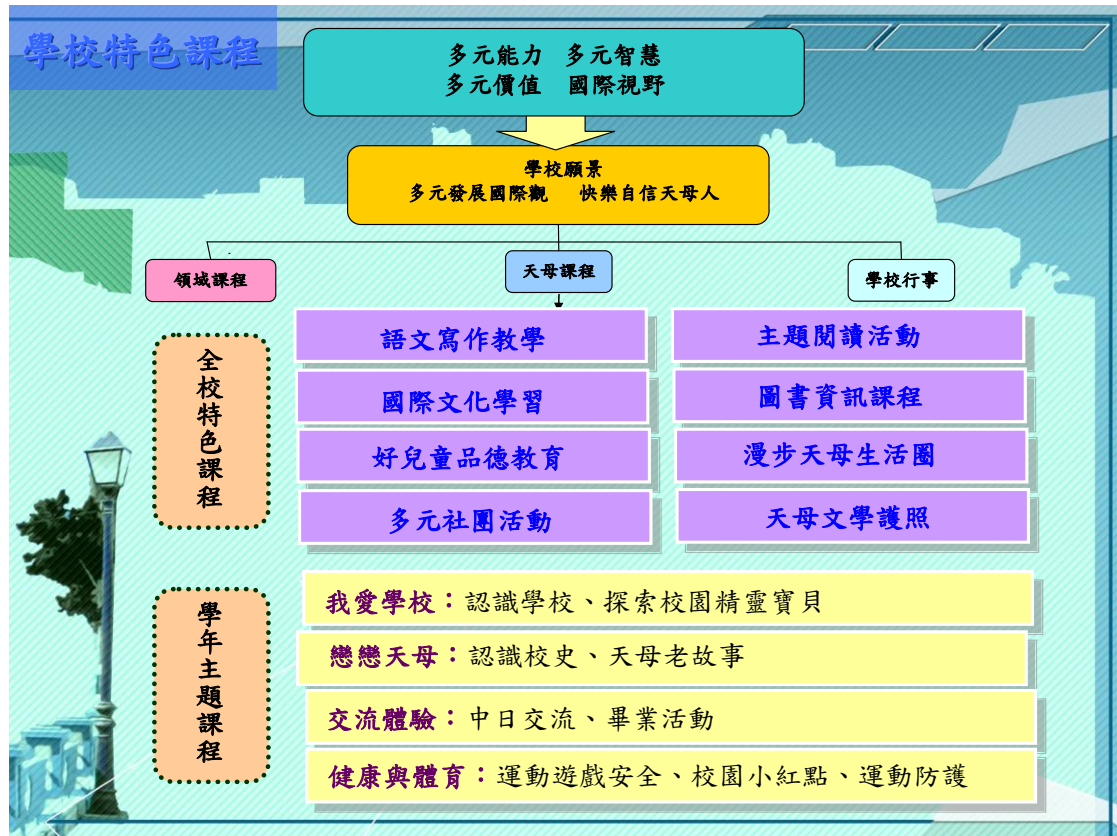 學校特色課程
多元能力 多元智慧
多元價值 國際視野
學校願景
多元發展國際觀 快樂自信天母人
領域課程
天母課程
學校行事
全校特色課程
語文寫作教學
主題閱讀活動
國際文化學習
圖書資訊課程
好兒童品德教育
漫步天母生活圈
多元社團活動
天母文學護照
學年主題課程
我愛學校：認識學校、探索校園精靈寶貝
戀戀天母：認識校史、天母老故事
交流體驗：中日交流、畢業活動
健康與體育：運動遊戲安全、校園小紅點、運動防護